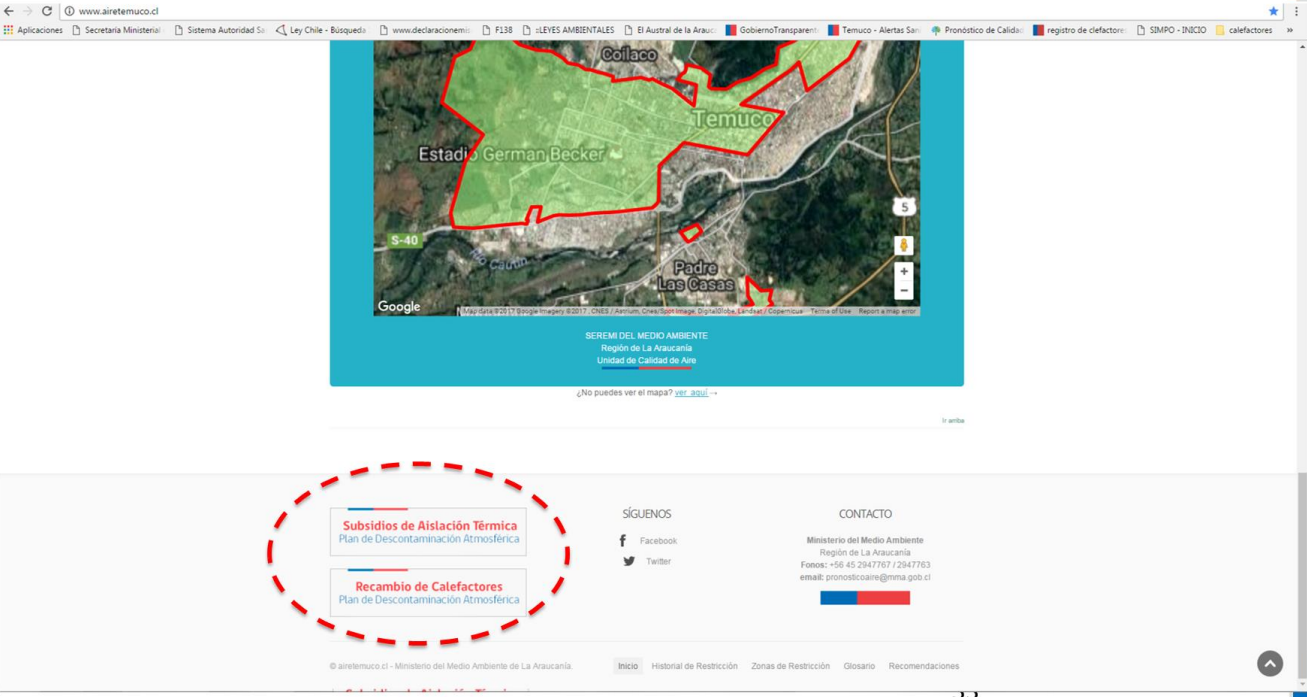 www.airetemuco.cl
Aplicaciones
Secretaria Ministerial
Sistema Autoridad Sa
Ley Chile - Búsqueda
www.declaracionemis
F138
::LEYES AMBIENTALES
El Austral de la Arauc
GobiernoTransparent
Temuco - Alertas Sani
Pronóstico de Calidad
registro de clefactore
SIMPO - INICIO
calefactores
»
Coilaco
Temuco
Estadio German Becker
5
S-40
Río Cautín
Padre
Las Casas
+
−
Google
Map data ©2017 Google Imagery ©2017 , CNES / Astrium, Cnes/Spot Image, DigitalGlobe, Landsat / Copernicus
Terms of Use
Report a map error
SEREMI DEL MEDIO AMBIENTE
Región de La Araucanía
Unidad de Calidad de Aire
¿No puedes ver el mapa? ver aquí→
Ir arriba
Subsidios de Aislación Térmica
Plan de Descontaminación Atmosférica
Recambio de Calefactores
Plan de Descontaminación Atmosférica
SÍGUENOS
Facebook
Twitter
CONTACTO
Ministerio del Medio Ambiente
Región de La Araucanía
Fonos: +56 45 2947767 / 2947763
email: pronosticoaire@mma.gob.cl
© airetemuco.cl - Ministerio del Medio Ambiente de La Araucanía.
Inicio
Historial de Restricción
Zonas de Restricción
Glosario
Recomendaciones